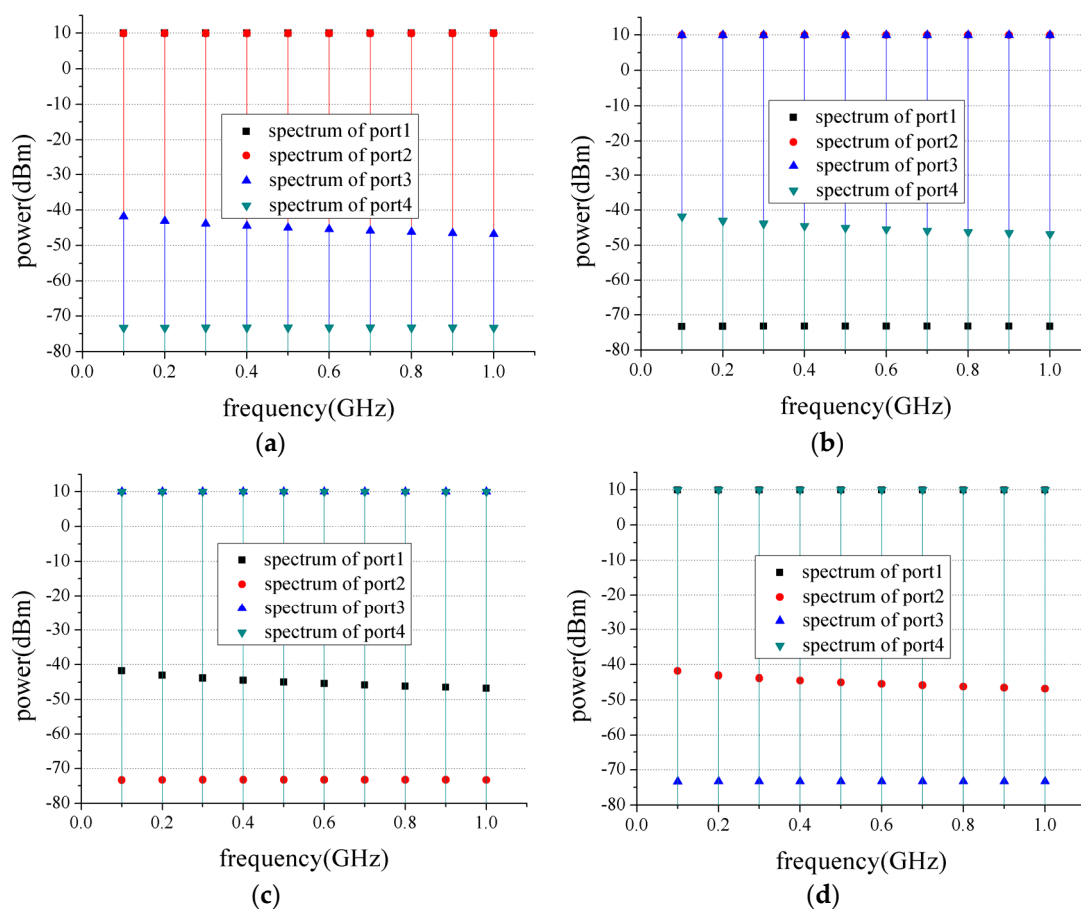 10
0
-10
-20
-30
-40
-50
-60
-70
-80
power(dBm)
spectrum of port1
spectrum of port2
spectrum of port3
spectrum of port4
0.0 0.2 0.4 0.6 0.8 1.0
frequency(GHz)
(a)
10
0
-10
-20
-30
-40
-50
-60
-70
-80
power(dBm)
spectrum of port1
spectrum of port2
spectrum of port3
spectrum of port4
0.0 0.2 0.4 0.6 0.8 1.0
frequency(GHz)
(b)
10
0
-10
-20
-30
-40
-50
-60
-70
-80
power(dBm)
spectrum of port1
spectrum of port2
spectrum of port3
spectrum of port4
0.0 0.2 0.4 0.6 0.8 1.0
frequency(GHz)
(c)
10
0
-10
-20
-30
-40
-50
-60
-70
-80
power(dBm)
spectrum of port1
spectrum of port2
spectrum of port3
spectrum of port4
0.0 0.2 0.4 0.6 0.8 1.0
frequency(GHz)
(d)